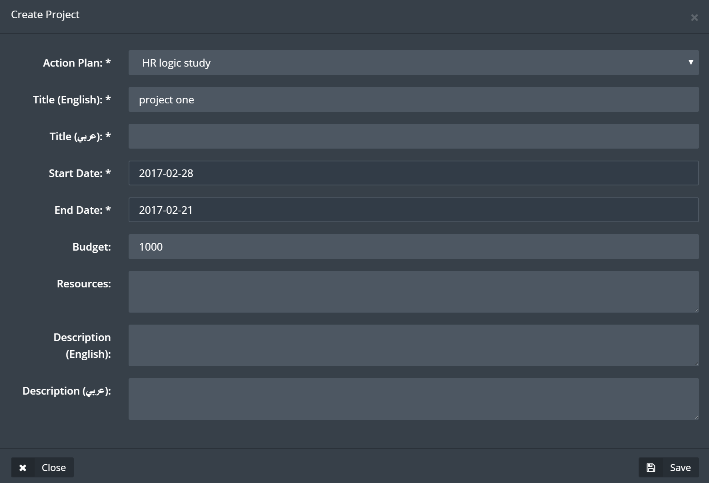 Create Project
×
Action Plan: *
HR logic study
Title (English): *
project one
Title (عربي): *
Start Date: *
2017-02-28
End Date: *
2017-02-21
Budget:
1000
Resources:
Description
(English):
Description (عربي):
Close
Save